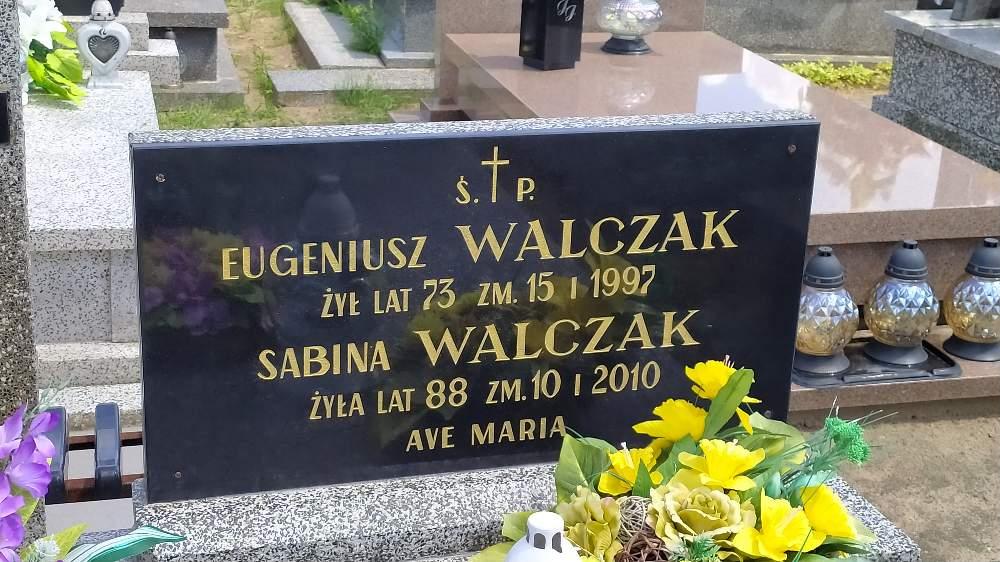 Ś. P.
EUGENIUSZ WALCZAK
ŻYŁ LAT 73 ZM. 15 I 1997
SABINA WALCZAK
ŻYŁA LAT 88 ZM. 10 I 2010
AVE MARIA